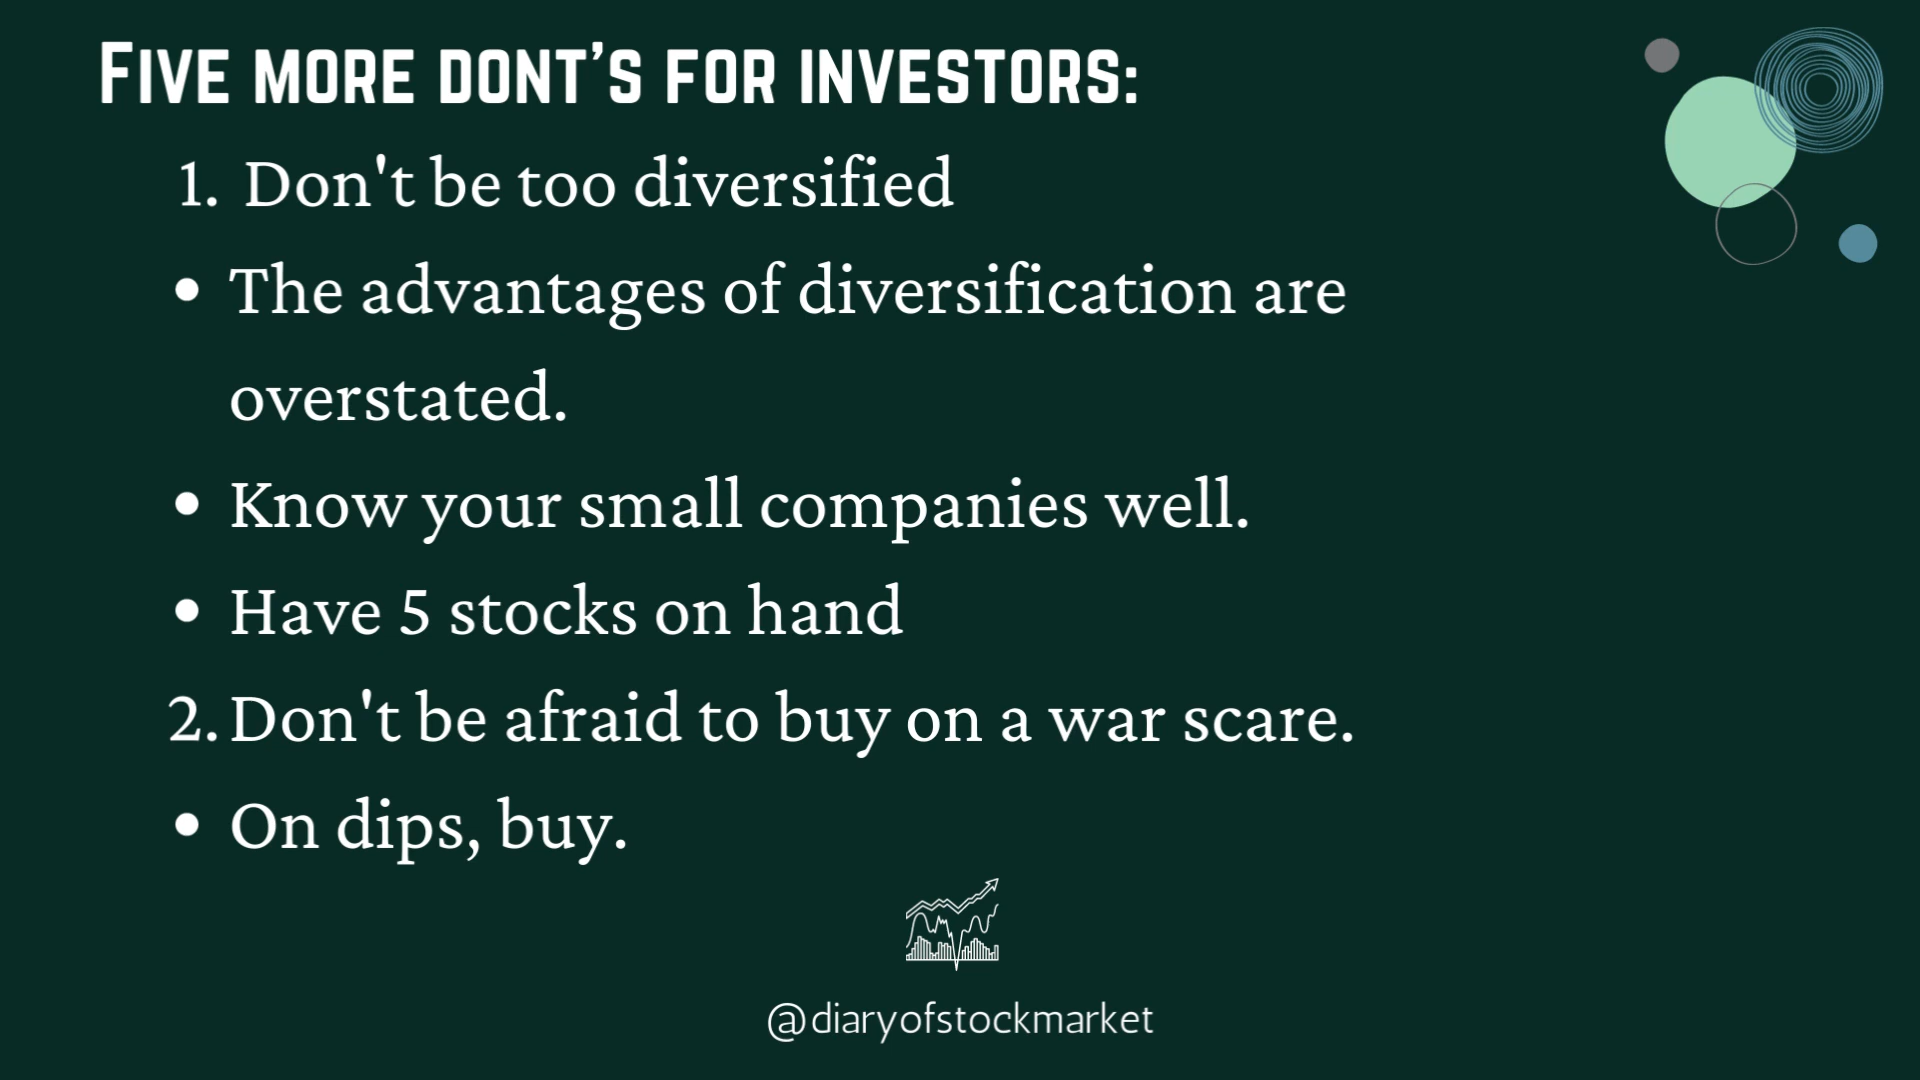 Five more dont's for investors:
1. Don't be too diversified
• The advantages of diversification are
overstated.
• Know your small companies well.
• Have 5 stocks on hand
2. Don't be afraid to buy on a war scare.
• On dips, buy.
@diaryofstockmarket